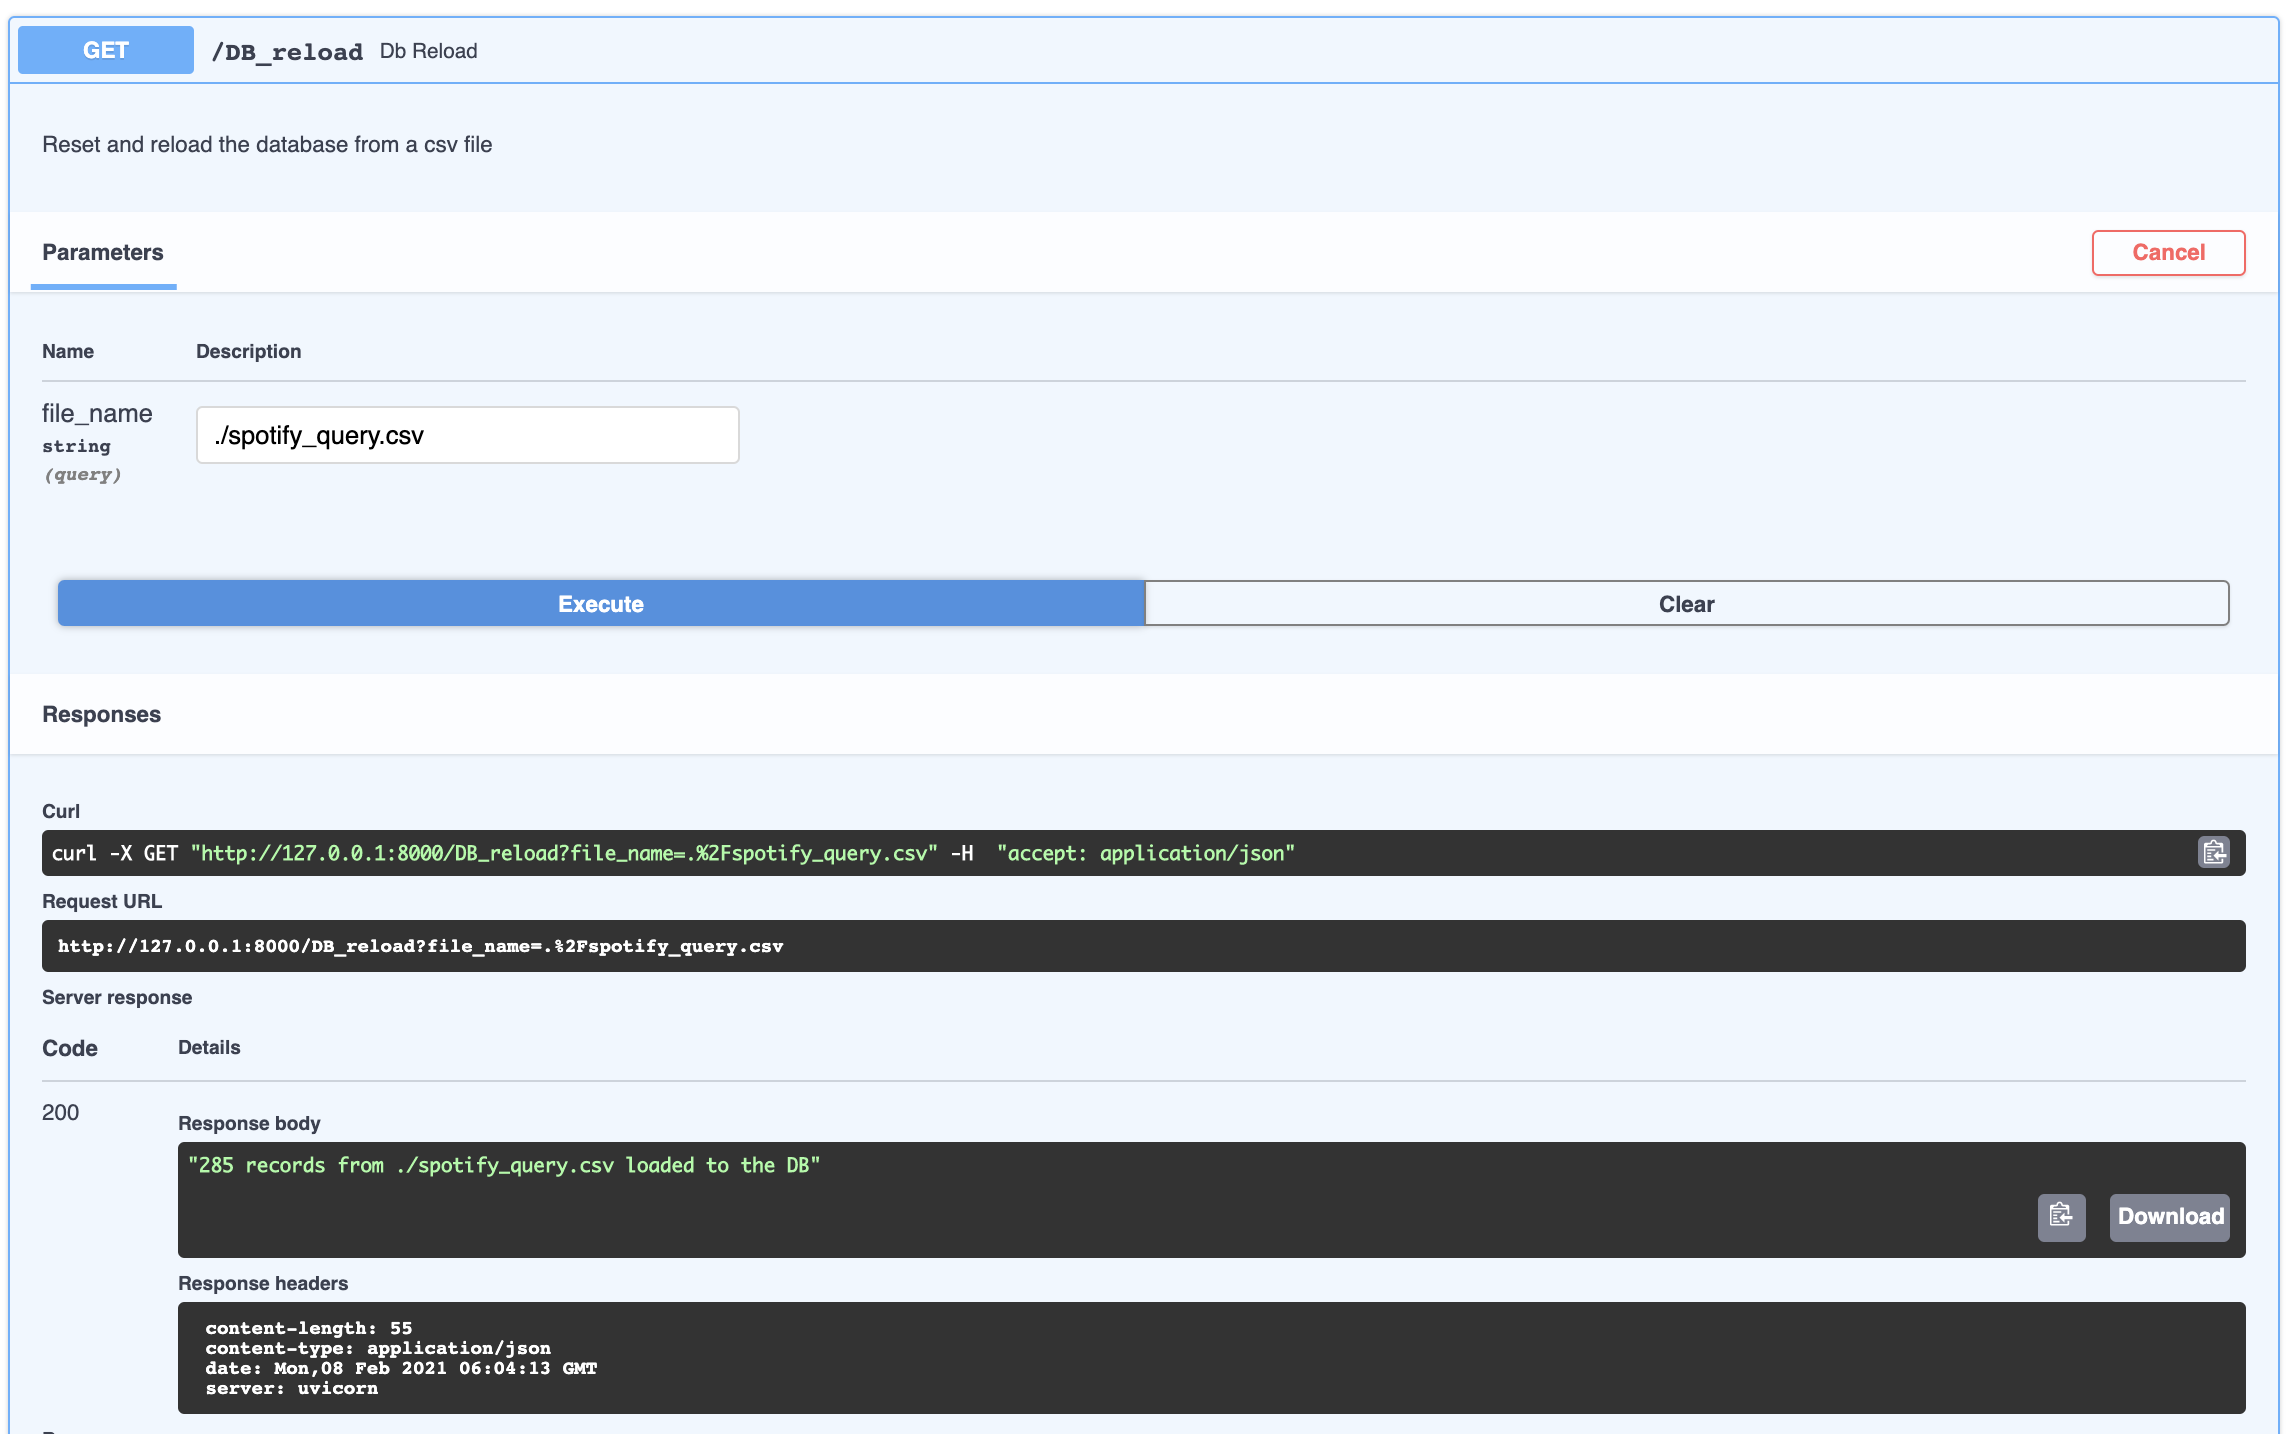 GET /DB_reload Db Reload
Reset and reload the database from a csv file
Parameters Cancel
Name Description
file_name ./spotify_query.csv
string
(query)
Execute Clear
Responses
Curl
curl -X GET "http://127.0.0.1:8000/DB_reload?file_name=.%2Fspotify_query.csv" -H  "accept: application/json"
Request URL
http://127.0.0.1:8000/DB_reload?file_name=.%2Fspotify_query.csv
Server response
Code Details
200
Response body
"285 records from ./spotify_query.csv loaded to the DB"
Download
Response headers
content-length: 55
content-type: application/json
date: Mon,08 Feb 2021 06:04:13 GMT
server: uvicorn